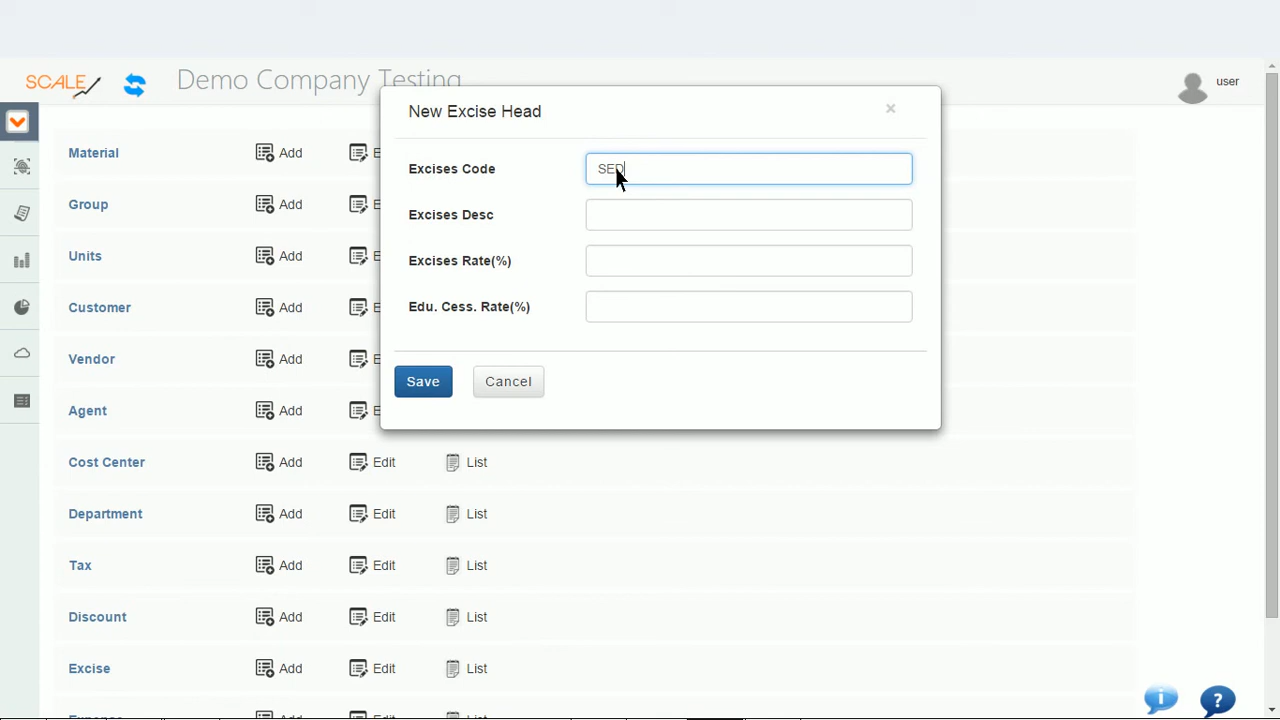 SCALE
Demo Company Testing
user
New Excise Head
×
Excises Code
SED
Excises Desc
Excises Rate(%)
Edu. Cess. Rate(%)
Save
Cancel
Material
Add
Group
Add
Units
Add
Customer
Add
Vendor
Add
Agent
Add
Cost Center
Add
Edit
List
Department
Add
Edit
List
Tax
Add
Edit
List
Discount
Add
Edit
List
Excise
Add
Edit
List